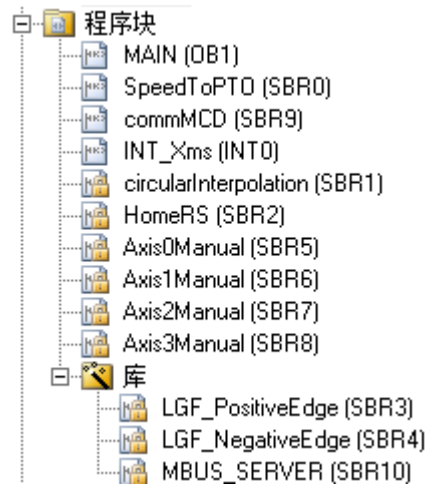 程序块
MAIN (OB1)
SpeedToPTO (SBR0)
commMCD (SBR9)
INT_Xms (INT0)
circularInterpolation (SBR1)
HomeRS (SBR2)
Axis0Manual (SBR5)
Axis1Manual (SBR6)
Axis2Manual (SBR7)
Axis3Manual (SBR8)
库
LGF_PositiveEdge (SBR3)
LGF_NegativeEdge (SBR4)
MBUS_SERVER (SBR10)